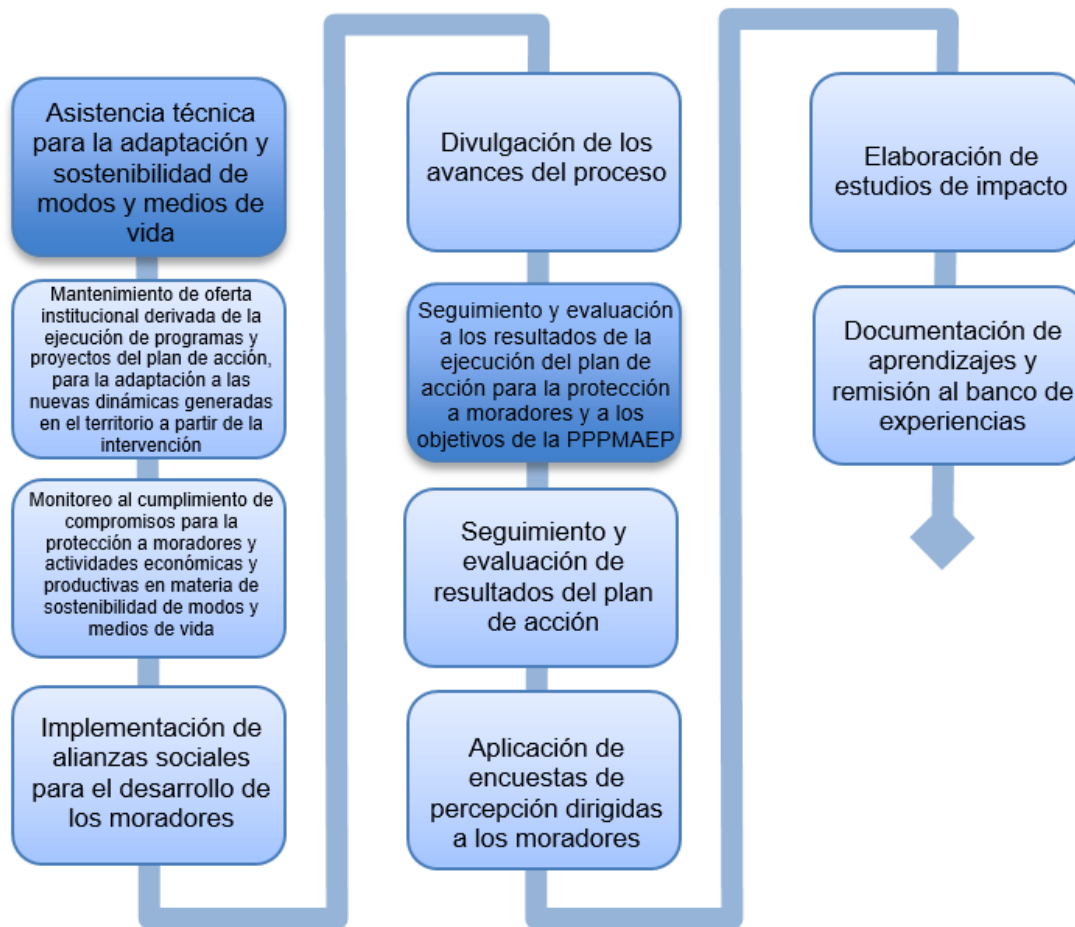 Asistencia técnica
para la adaptación y
sostenibilidad de
modos y medios de
vida
Mantenimiento de oferta
institucional derivada de la
ejecución de programas y
proyectos del plan de acción,
para la adaptación a las
nuevas dinámicas generadas
en el territorio a partir de la
intervención
Monitoreo al cumplimiento de
compromisos para la
protección a moradores y
actividades económicas y
productivas en materia de
sostenibilidad de modos y
medios de vida
Implementación de
alianzas sociales
para el desarrollo de
los moradores
Divulgación de los
avances del proceso
Seguimiento y evaluación
a los resultados de la
ejecución del plan de
acción para la protección
a moradores y a los
objetivos de la PPPMAEP
Seguimiento y
evaluación de
resultados del plan
de acción
Aplicación de
encuestas de
percepción dirigidas
a los moradores
Elaboración de
estudios de impacto
Documentación de
aprendizajes y
remisión al banco de
experiencias